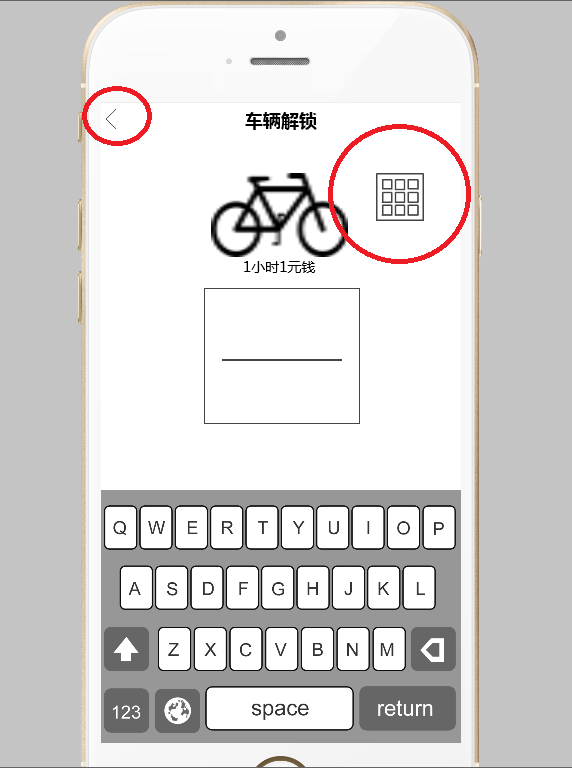 车辆解锁
1小时1元钱
Q W E R T Y U I O P
A S D F G H J K L
Z X C V B N M
123 space return